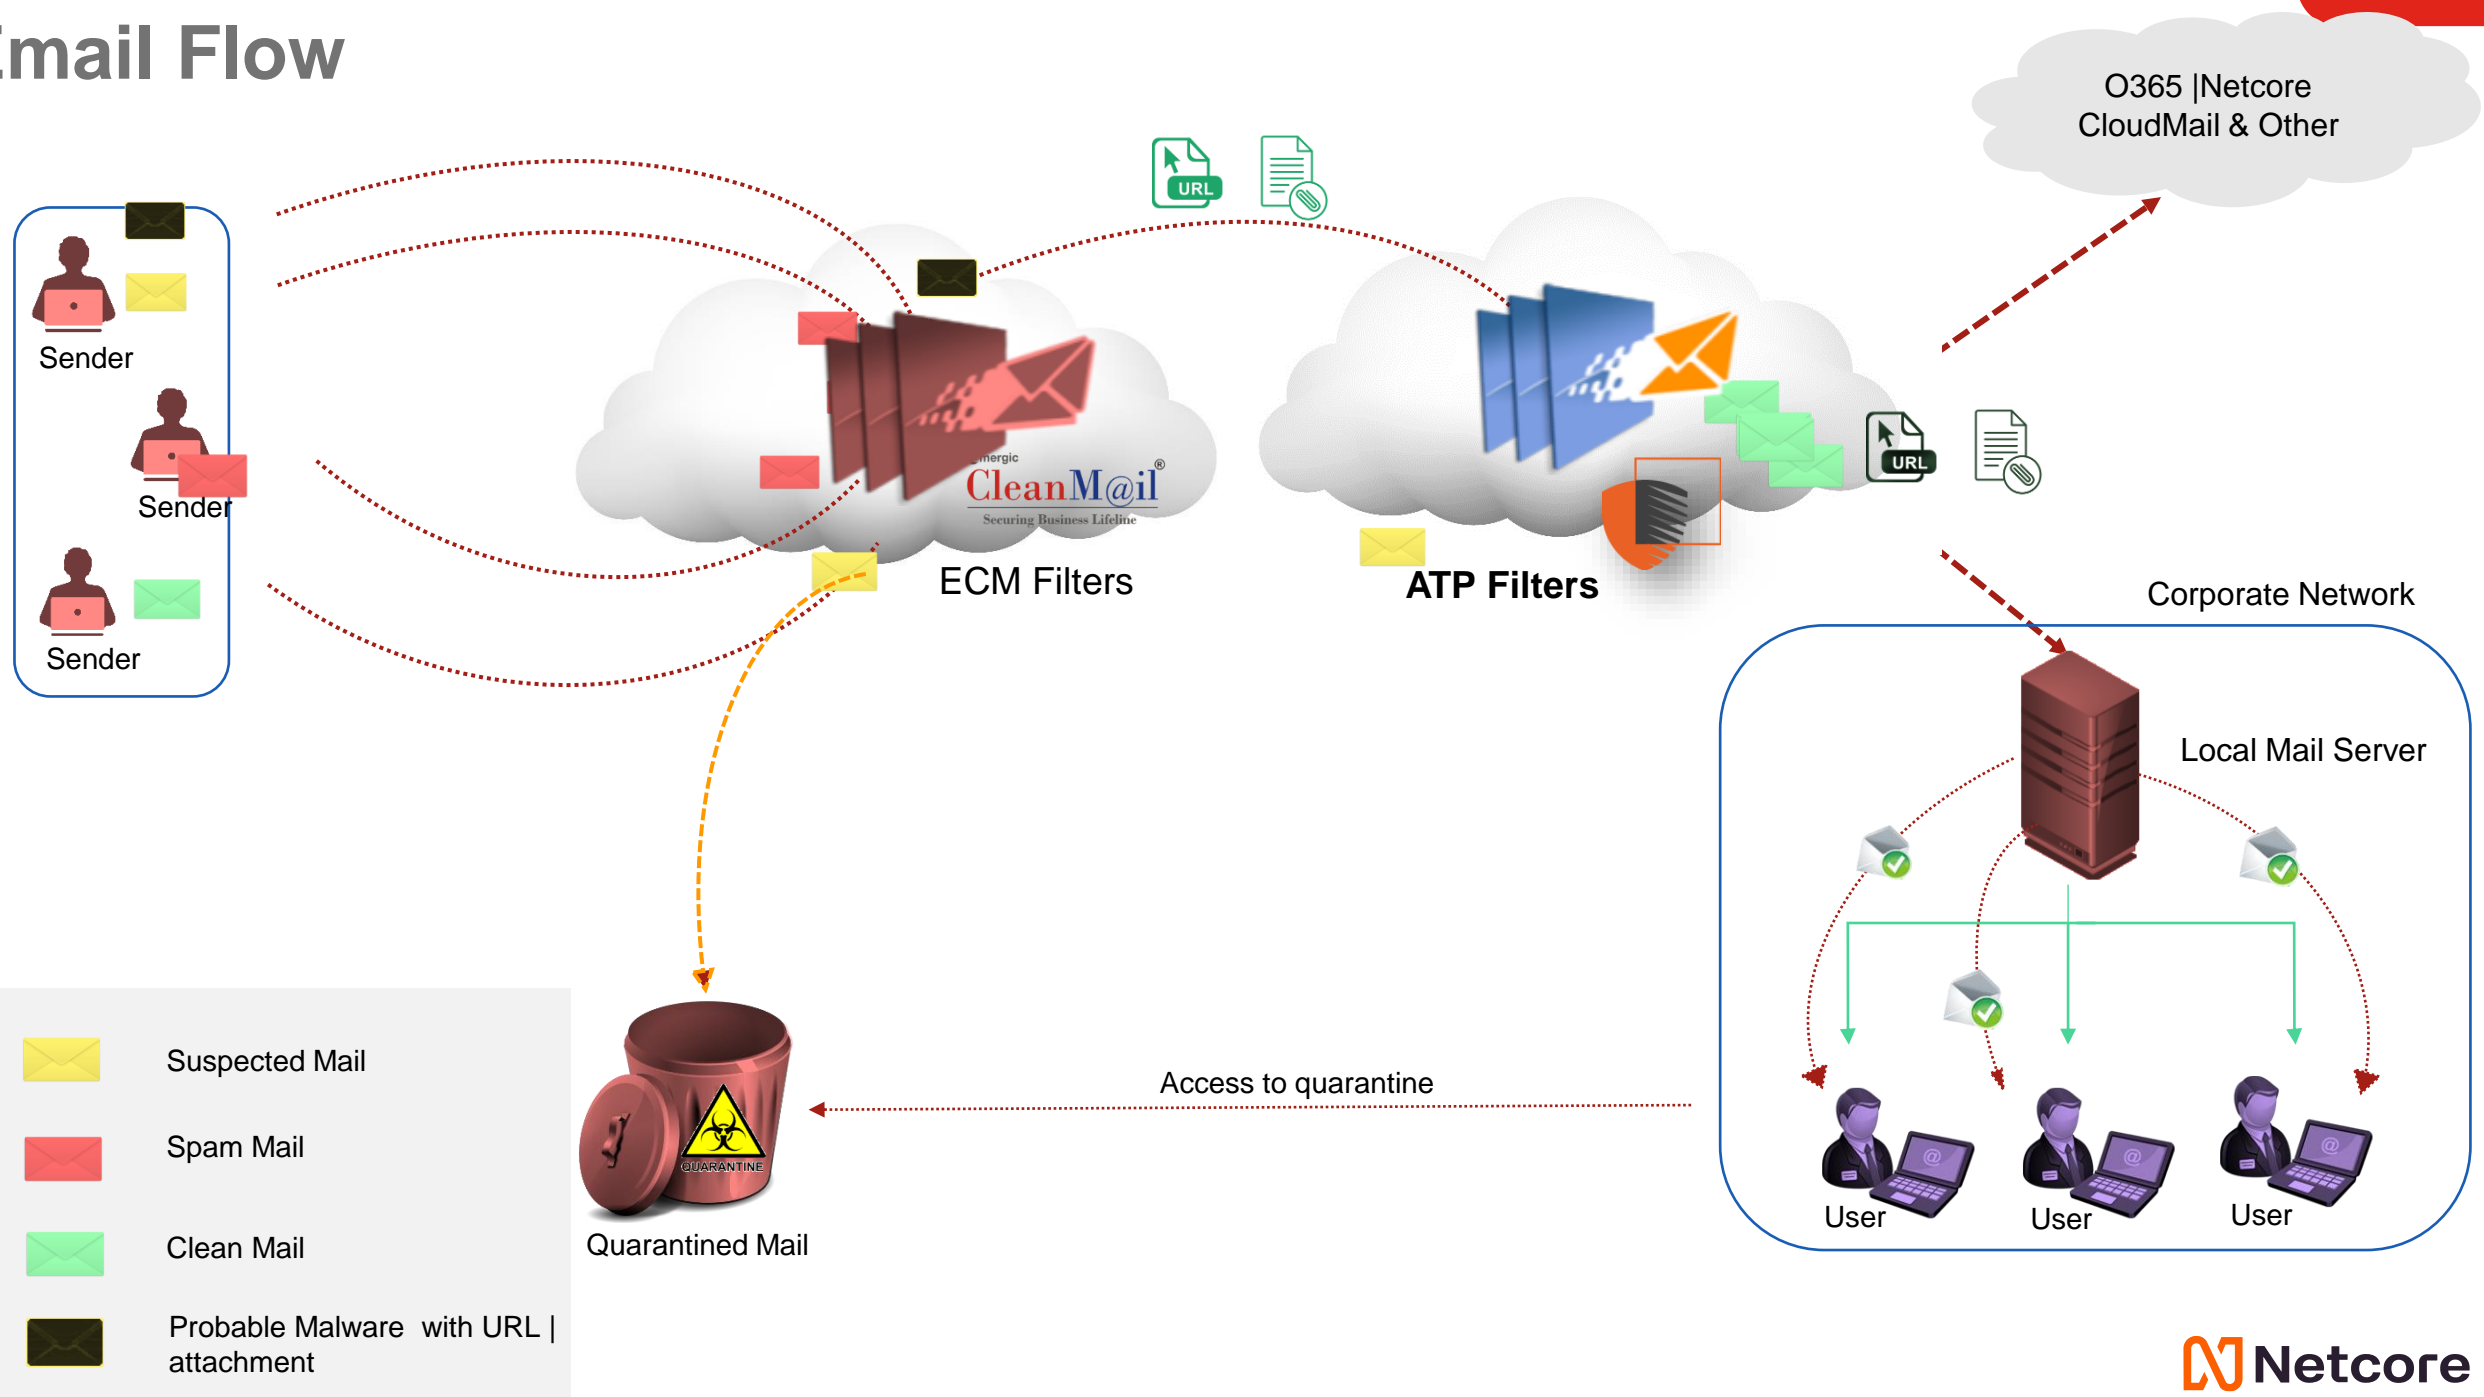 Email Flow
O365 |Netcore
CloudMail & Other
URL
Sender
Sender
Sender
mergic
CleanM@il®
Securing Business Lifeline
ECM Filters
URL
ATP Filters
Corporate Network
Local Mail Server
@
@
@
User
User
User
Access to quarantine
QUARANTINE
Quarantined Mail
Suspected Mail
Spam Mail
Clean Mail
Probable Malware with URL |
attachment
Netcore